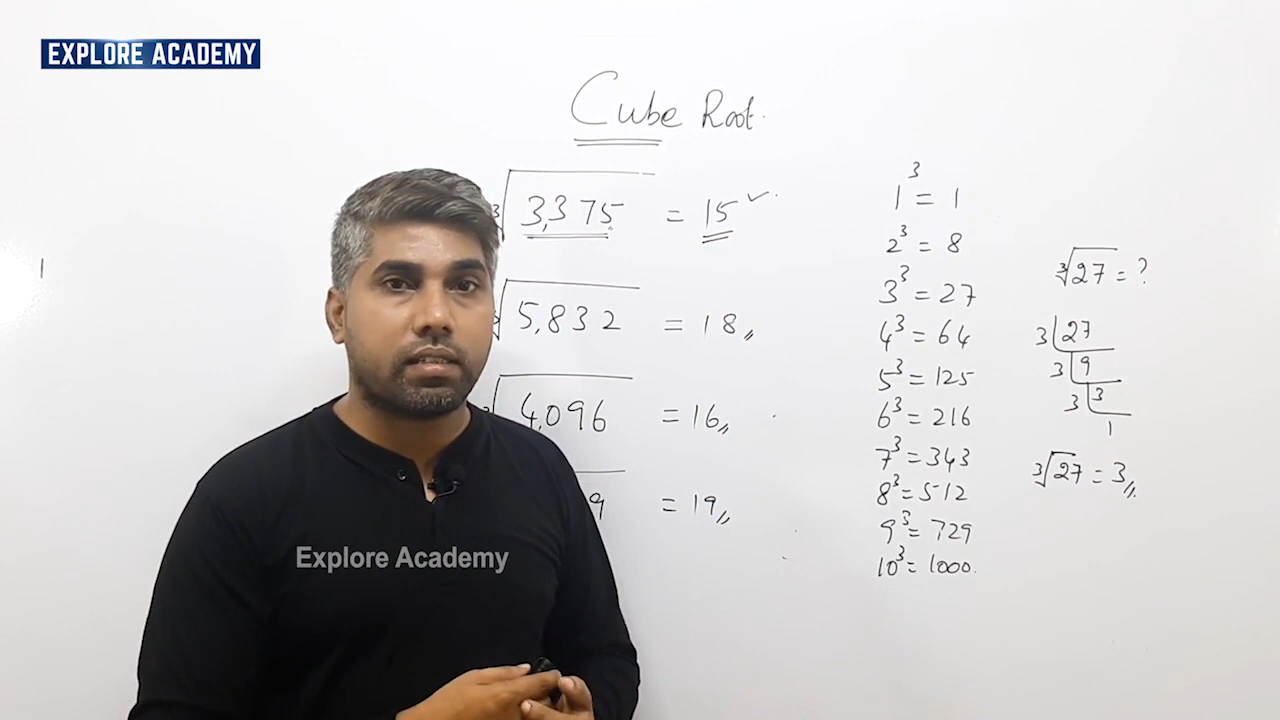 EXPLORE ACADEMY
Cube Root.
3
∛3,375 = 15 ✓
∛5,832 = 18
∛4,096 = 16
9 = 19
1³ = 1
2³ = 8
3³ = 27
4³ = 64
5³ = 125
6³ = 216
7³ = 343
8³ = 512
9³ = 729
10³ = 1000.
∛27 = ?
3 27
3 9
3 3
1
∛27 = 3
Explore Academy